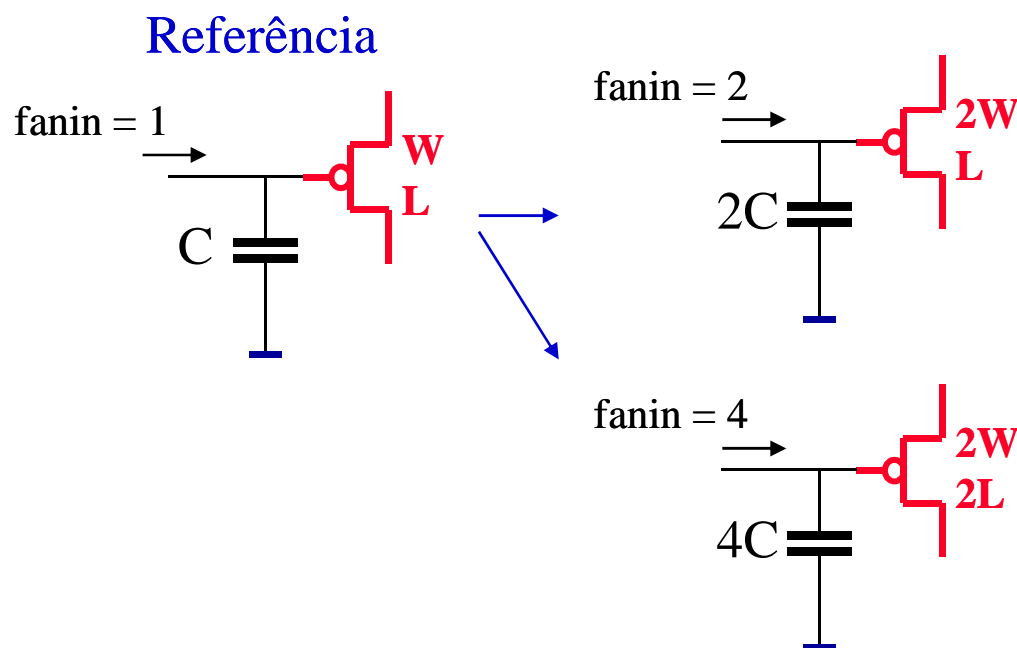 Referência
fanin = 1
W
L
C
fanin = 2
2W
L
2C
fanin = 4
2W
2L
4C